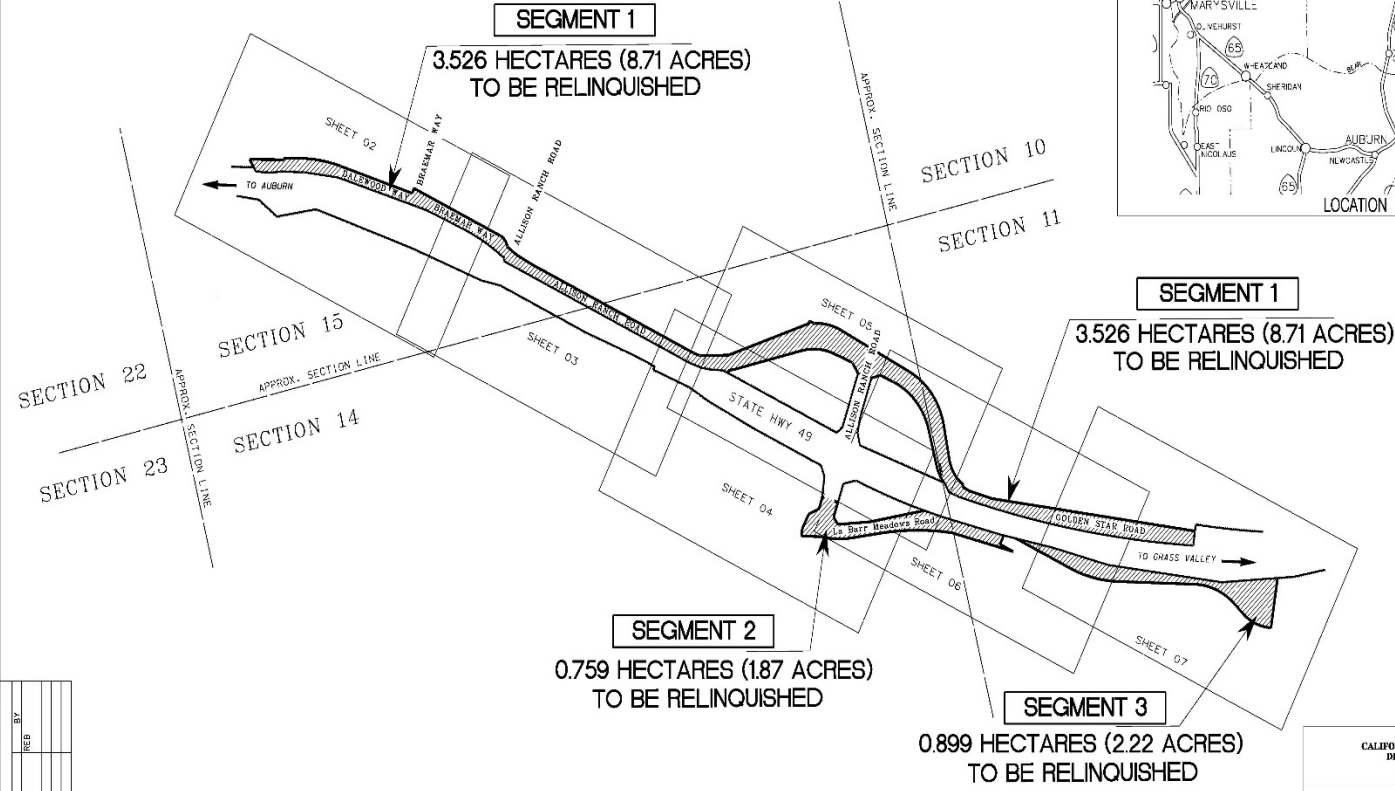 SEGMENT 1
3.526 HECTARES (8.71 ACRES)
TO BE RELINQUISHED
MARYSVILLE
OLIVEHURST
65
WHEATLAND
70
SHERIDAN
BEAR
RIO OSO
EAST
NICOLAUS
LINCOLN
AUBURN
NEWCASTLE
65
LOCATION
SHEET 02
BRAEMAR WAY
ALLISON RANCH ROAD
APPROX. SECTION LINE
SECTION 10
SECTION 11
TO AUBURN
DALEWOOD WAY
BRAEMAR WAY
ALLISON RANCH ROAD
SECTION 15
SECTION 22
APPROX. SECTION LINE
SECTION 14
SECTION 23
APPROX. SECTION LINE
SHEET 03
SHEET 05
STATE HWY 49
ALLISON RANCH ROAD
SEGMENT 1
3.526 HECTARES (8.71 ACRES)
TO BE RELINQUISHED
SHEET 04
La Barr Meadows Road
GOLDEN STAR ROAD
TO GRASS VALLEY
SHEET 06
SHEET 07
SEGMENT 2
0.759 HECTARES (1.87 ACRES)
TO BE RELINQUISHED
SEGMENT 3
0.899 HECTARES (2.22 ACRES)
TO BE RELINQUISHED
BY
REB
CALIFO